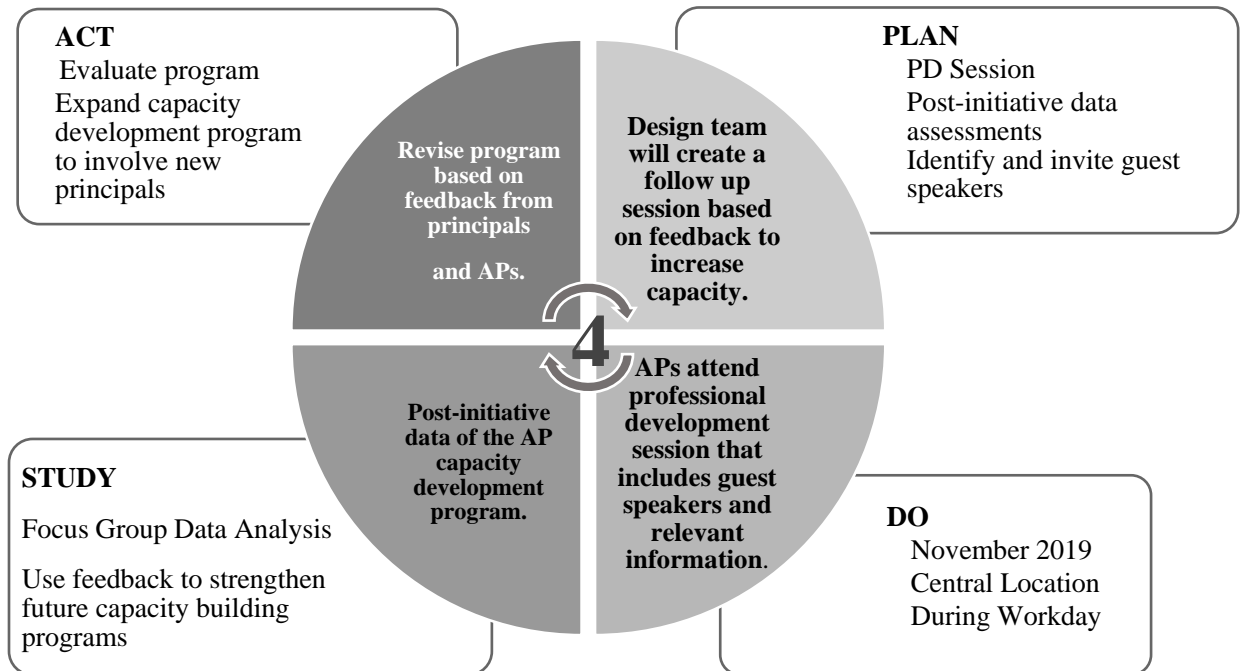 ACT
Evaluate program
Expand capacity
development program
to involve new
principals
PLAN
PD Session
Post-initiative data
assessments
Identify and invite guest
speakers
Revise program
based on
feedback from
principals
and APs.
Design team
will create a
follow up
session based
on feedback to
increase
capacity.
4
Post-initiative
data of the AP
capacity
development
program.
APs attend
professional
development
session that
includes guest
speakers and
relevant
information.
STUDY
Focus Group Data Analysis
Use feedback to strengthen
future capacity building
programs
DO
November 2019
Central Location
During Workday